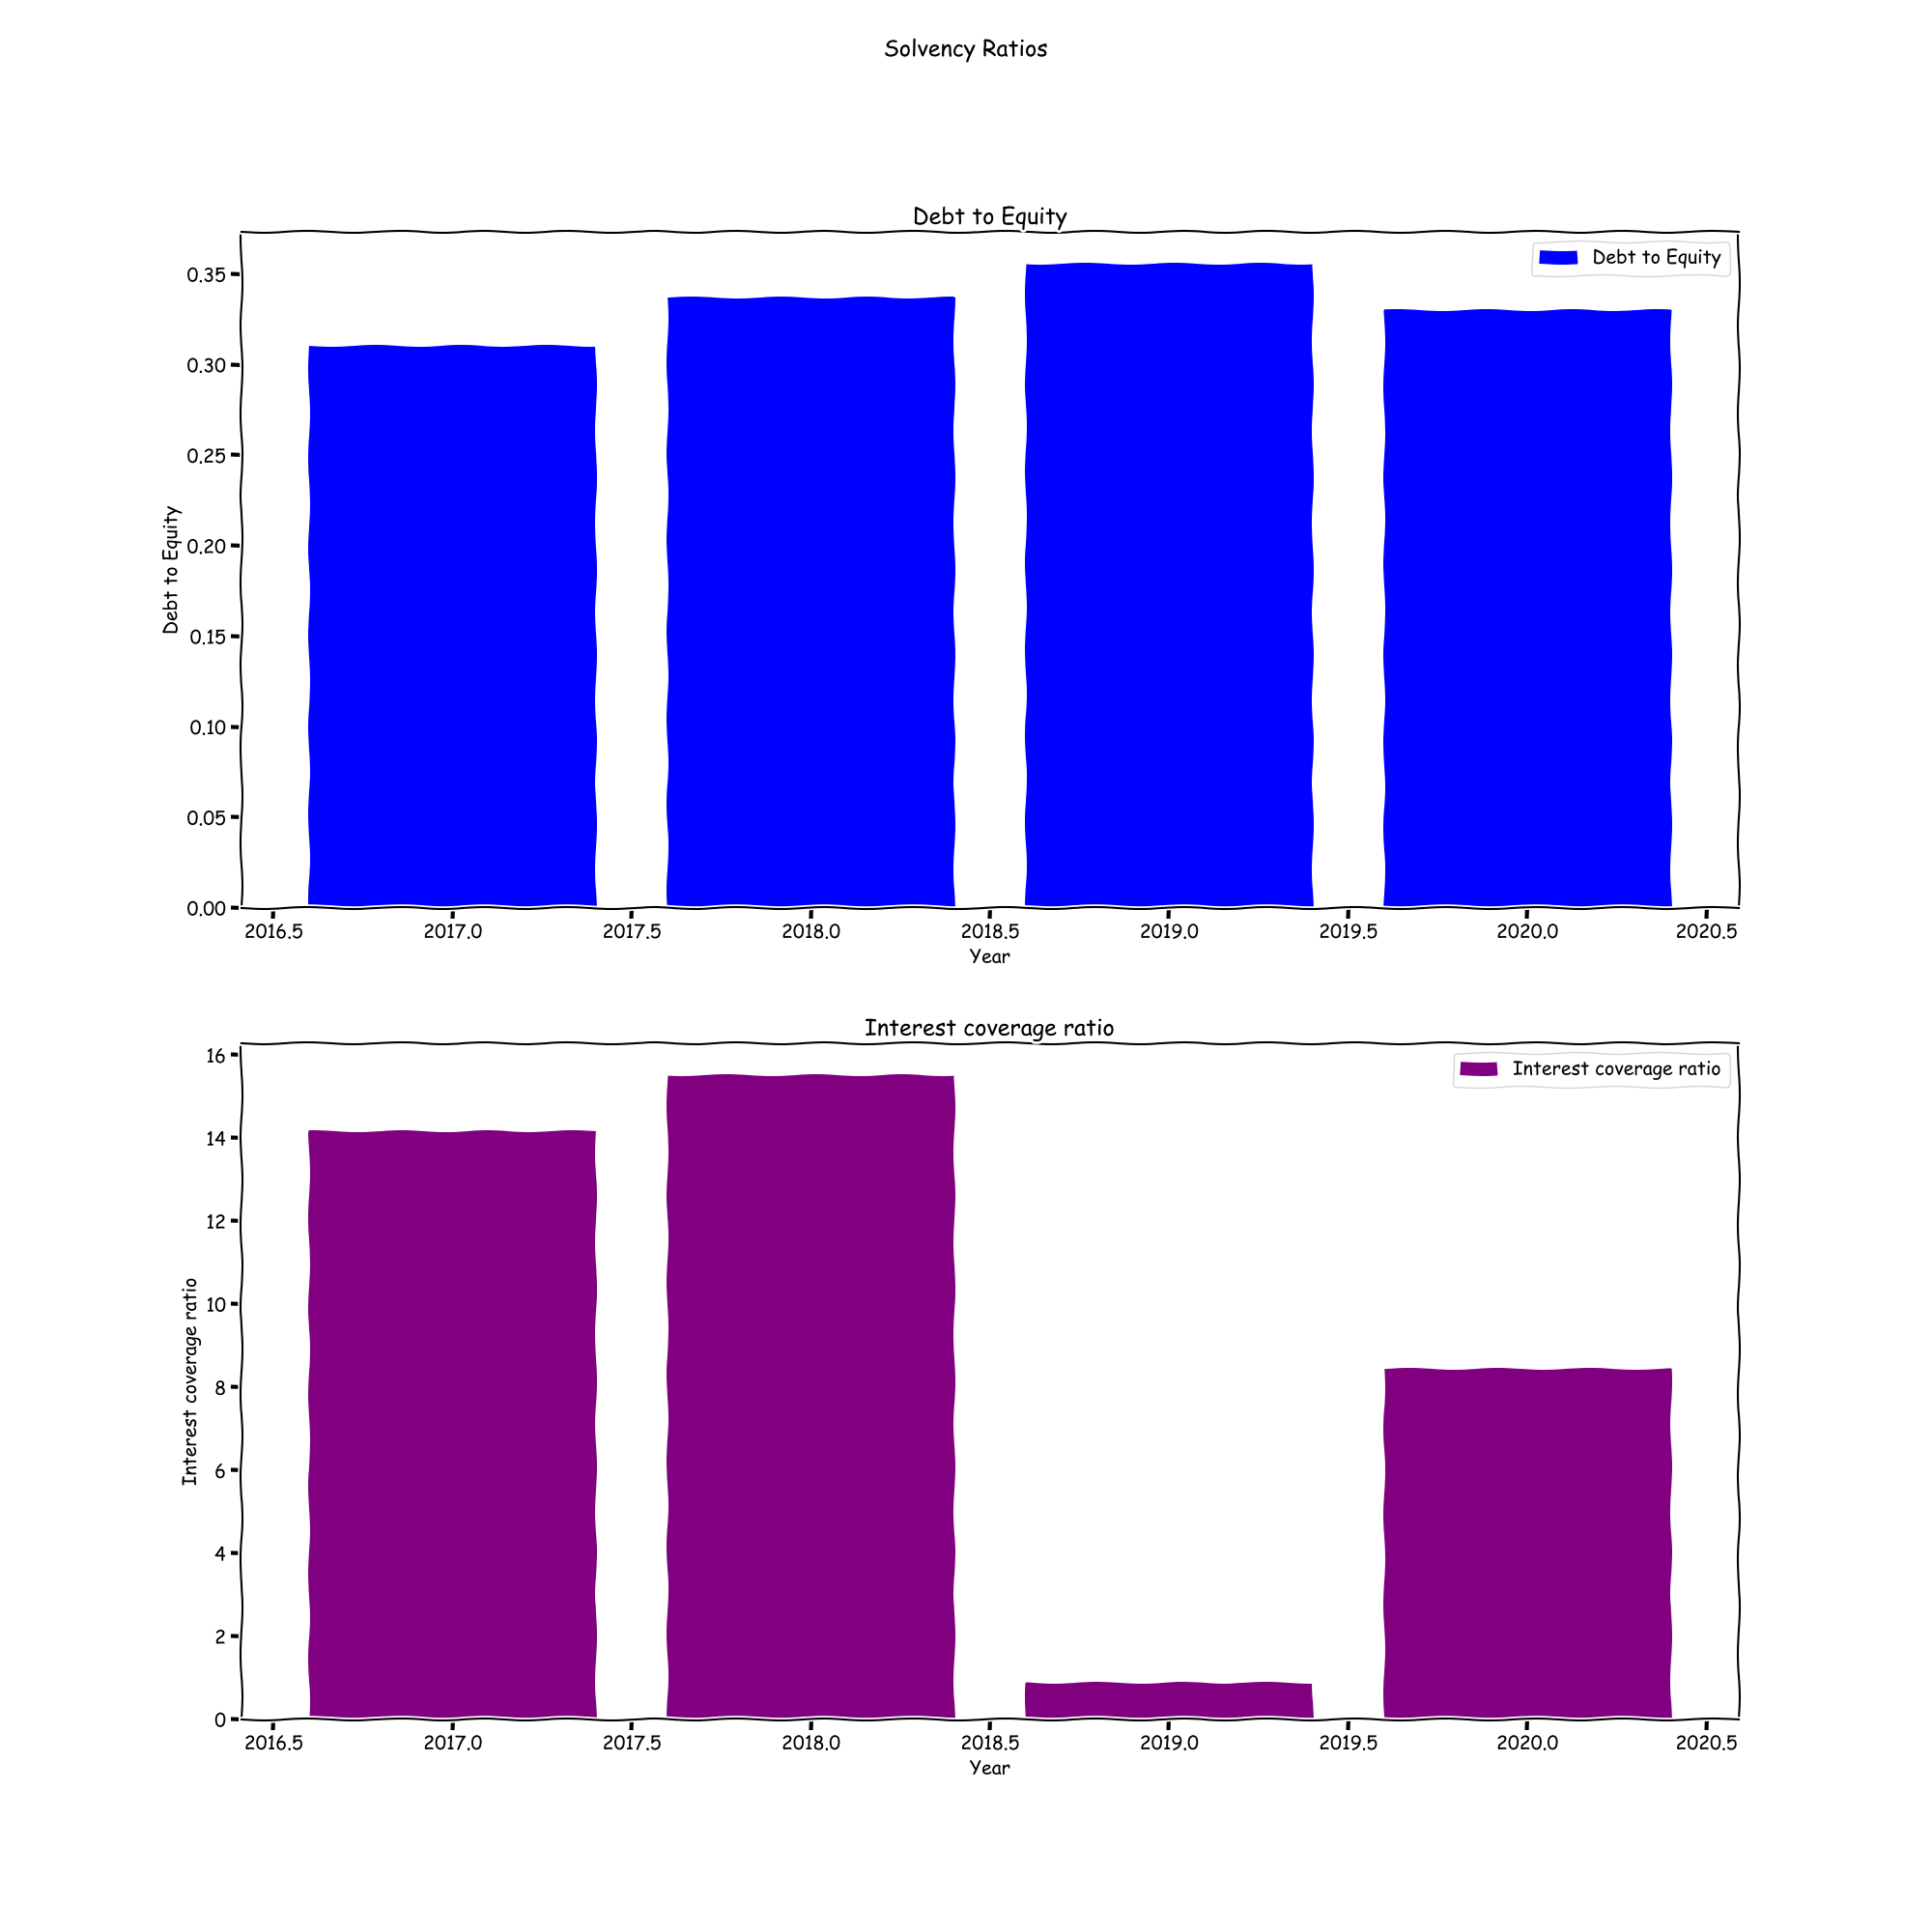 Solvency Ratios
Debt to Equity
Debt to Equity
0.35
0.30
0.25
0.20
0.15
0.10
0.05
0.00
Debt to Equity
2016.5 2017.0 2017.5 2018.0 2018.5 2019.0 2019.5 2020.0 2020.5
Year
Interest coverage ratio
Interest coverage ratio
16
14
12
10
8
6
4
2
0
Interest coverage ratio
2016.5 2017.0 2017.5 2018.0 2018.5 2019.0 2019.5 2020.0 2020.5
Year